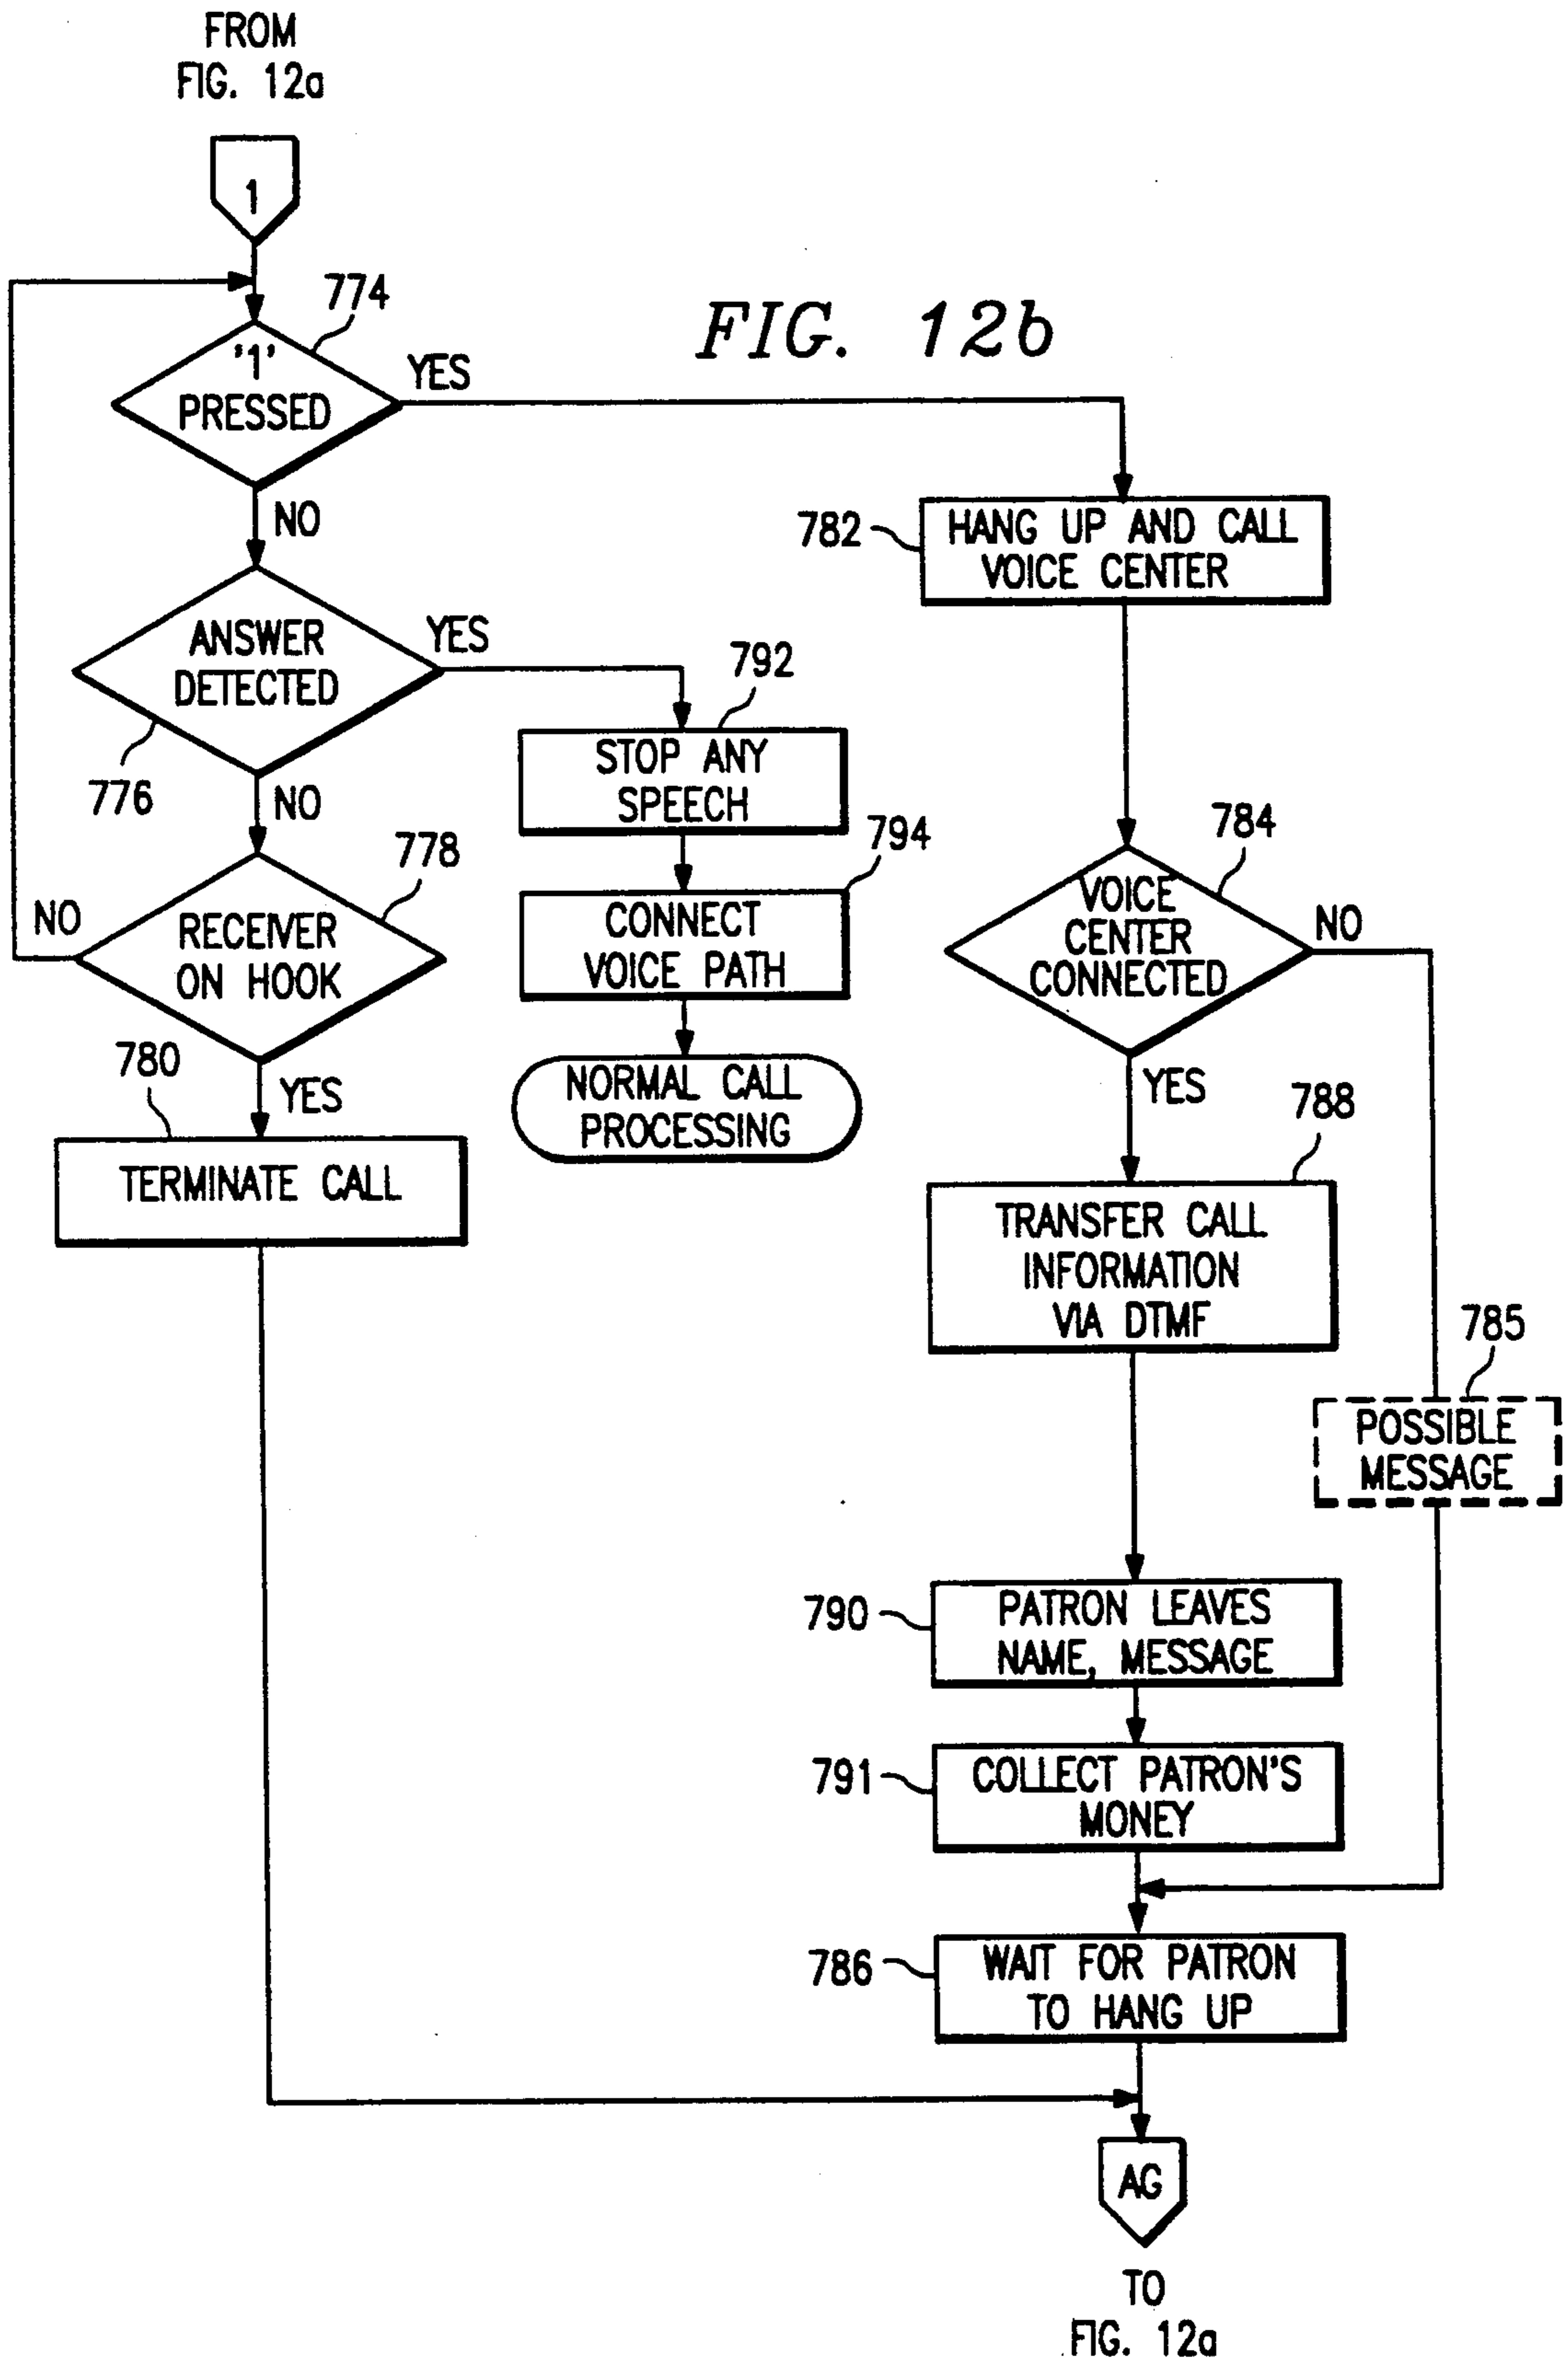 FROM
FIG. 12a
1
774
FIG. 12b
'1'
PRESSED
YES
NO
782
HANG UP AND CALL
VOICE CENTER
ANSWER
DETECTED
YES
776
NO
792
STOP ANY
SPEECH
794
CONNECT
VOICE PATH
NORMAL CALL
PROCESSING
778
RECEIVER
ON HOOK
NO
YES
780
TERMINATE CALL
784
VOICE
CENTER
CONNECTED
NO
YES
788
TRANSFER CALL
INFORMATION
VIA DTMF
785
POSSIBLE
MESSAGE
790
PATRON LEAVES
NAME, MESSAGE
791
COLLECT PATRON'S
MONEY
786
WAIT FOR PATRON
TO HANG UP
AG
TO
FIG. 12a